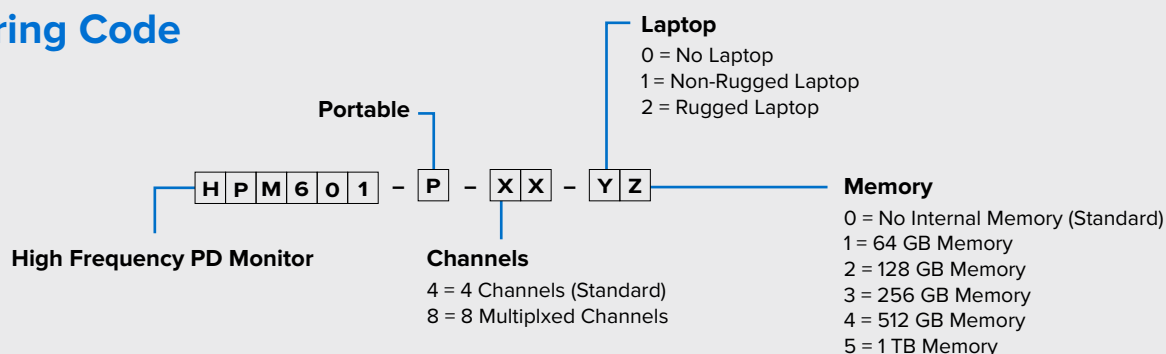 ring Code
Laptop
0 = No Laptop
1 = Non-Rugged Laptop
2 = Rugged Laptop
Portable
H P M 6 0 1 – P – X X – Y Z
High Frequency PD Monitor
Channels
4 = 4 Channels (Standard)
8 = 8 Multiplxed Channels
Memory
0 = No Internal Memory (Standard)
1 = 64 GB Memory
2 = 128 GB Memory
3 = 256 GB Memory
4 = 512 GB Memory
5 = 1 TB Memory